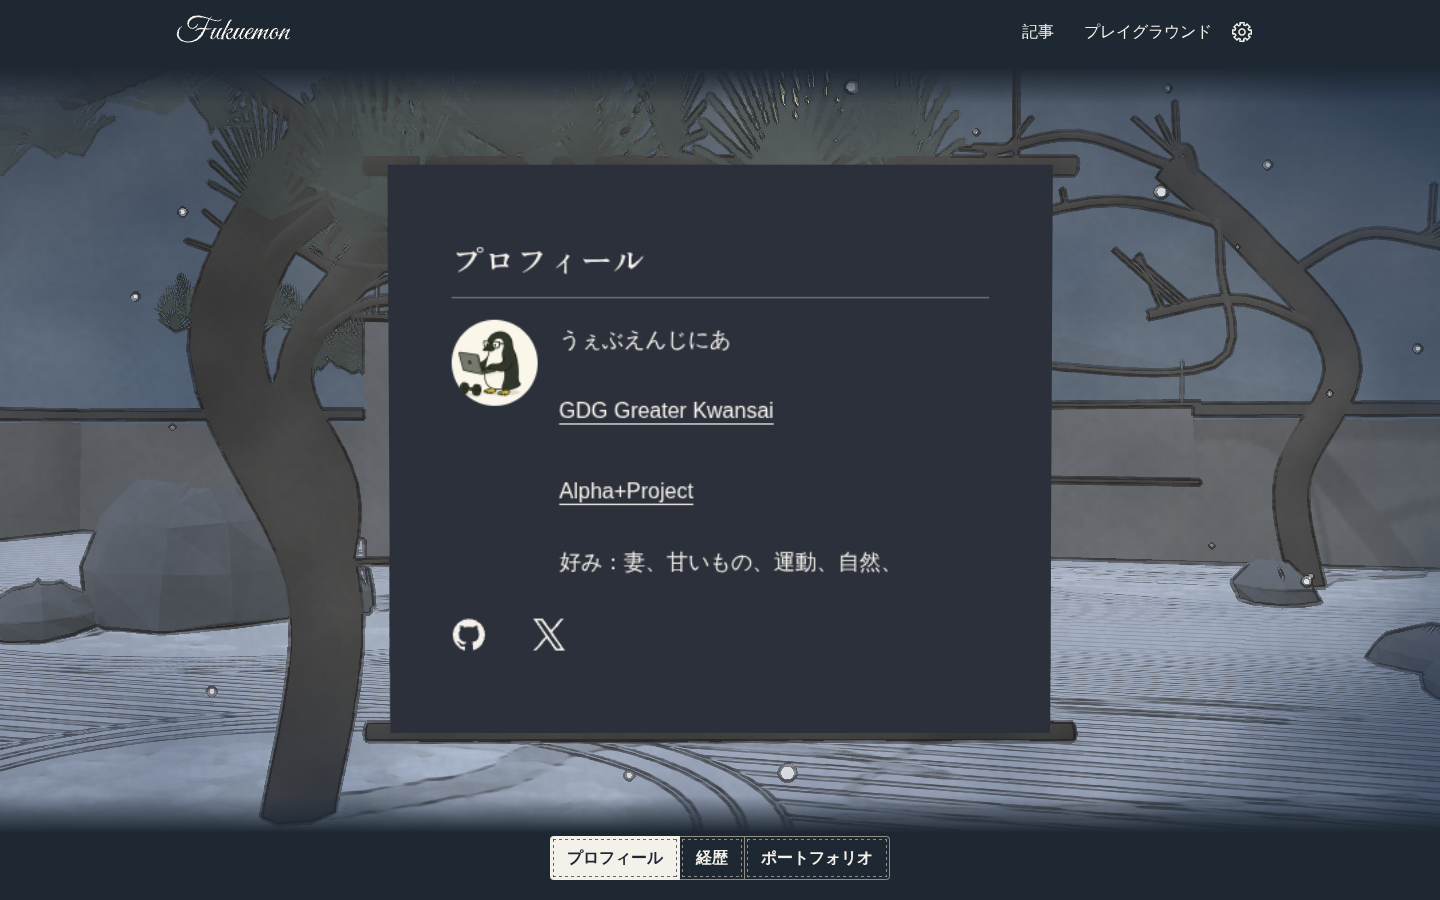 Fukuemon
記事 プレイグラウンド
プロフィール
うぇぶえんじにあ
GDG Greater Kwansai
Alpha+Project
好み：妻、甘いもの、運動、自然、
プロフィール 経歴 ポートフォリオ